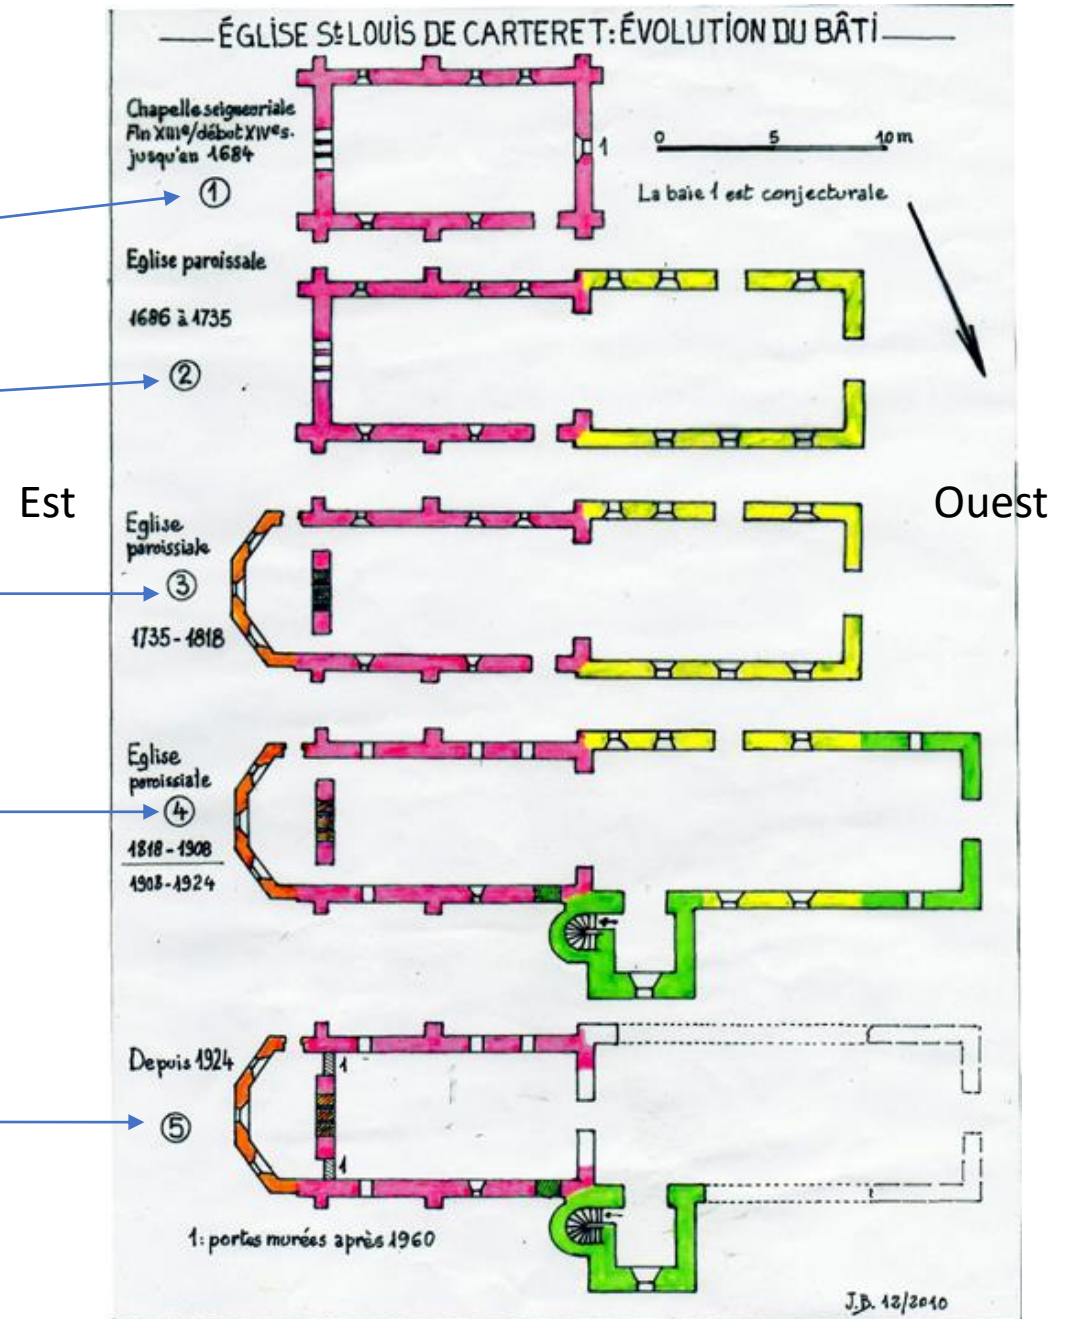 ÉGLISE St LOUIS DE CARTERET: ÉVOLUTION DU BÂTI
Chapelle seigneuriale
Fin XIIIe/début XIVes.
jusqu'en 1684
1
1
0 5 10 m
La baie 1 est conjecturale
Eglise paroissale
1686 à 1735
2
Est
Ouest
Eglise
paroissiale
3
1735-1818
Eglise
paroissiale
4
1818-1908
1908-1924
Depuis 1924
5
1
1
1: portes murées après 1960
J.B. 12/2010